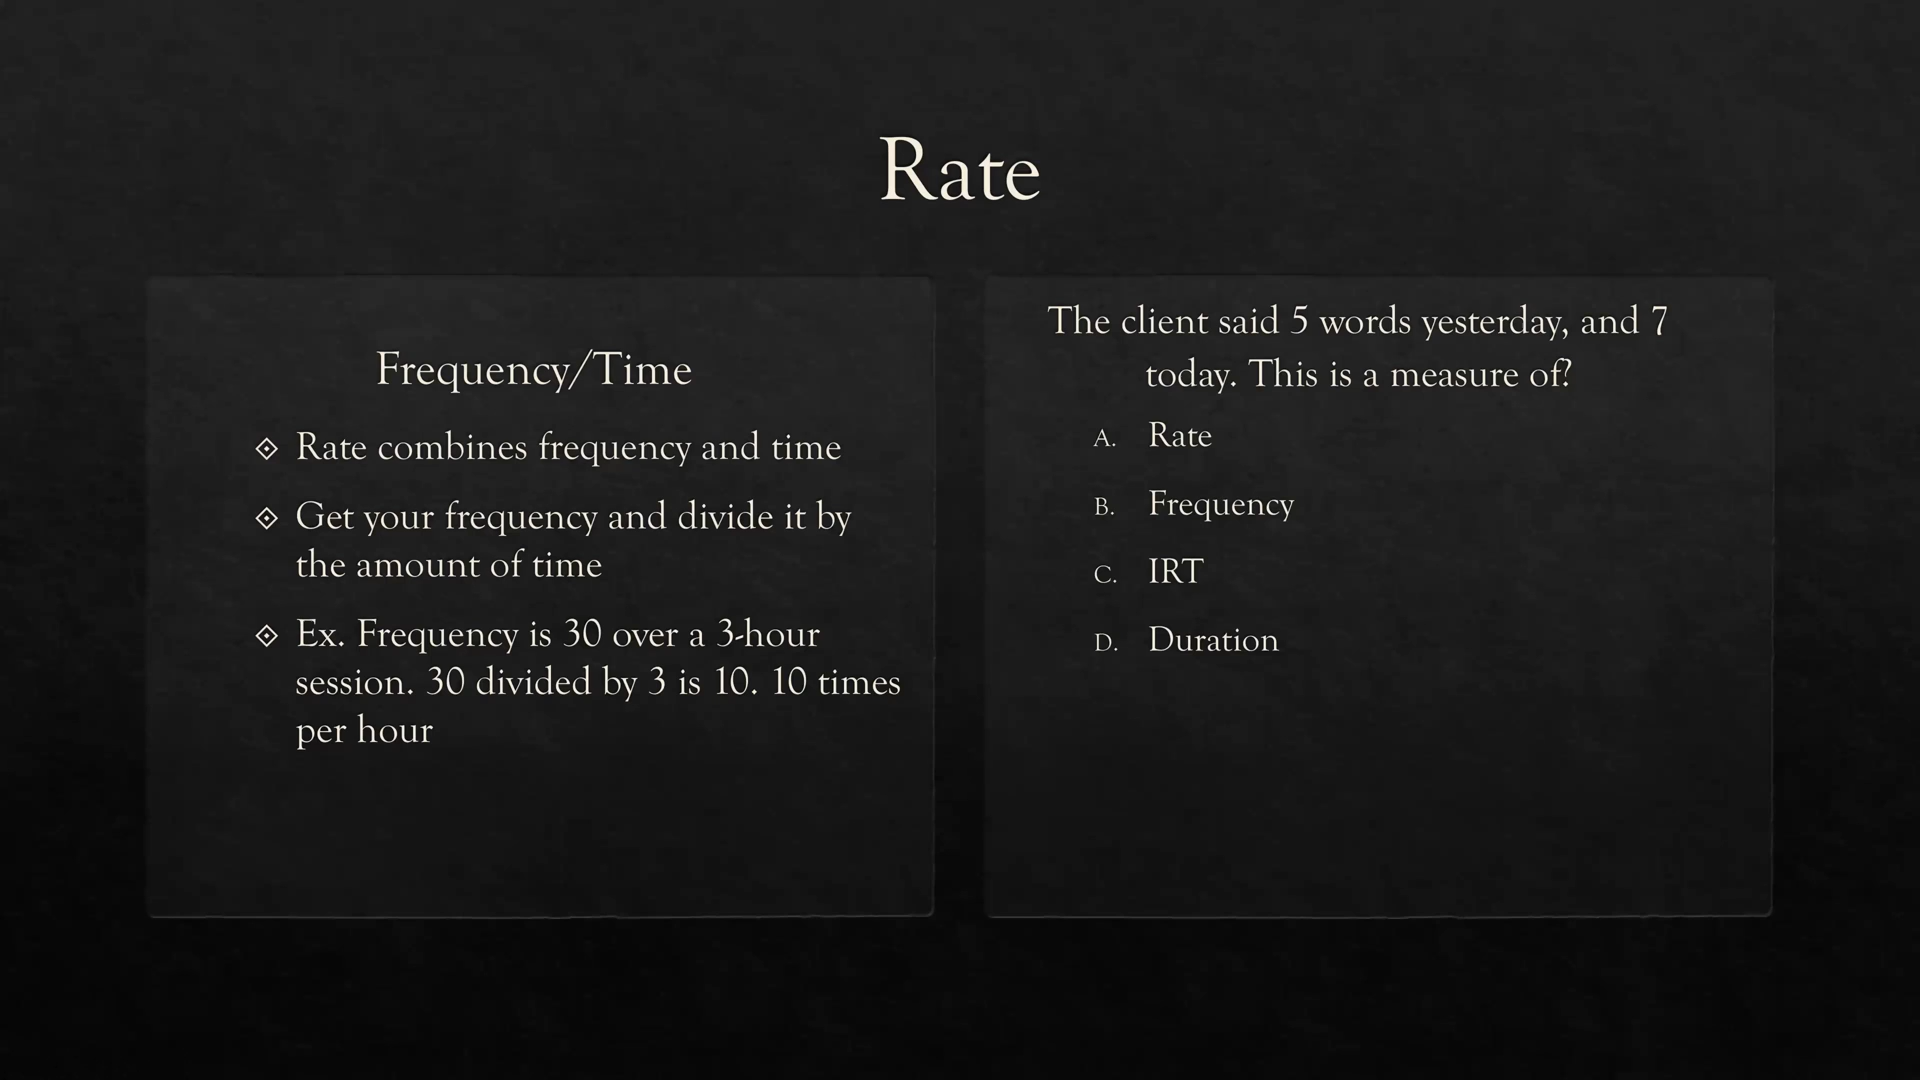 Rate
Frequency/Time
Rate combines frequency and time
Get your frequency and divide it by
the amount of time
Ex. Frequency is 30 over a 3-hour
session. 30 divided by 3 is 10. 10 times
per hour
The client said 5 words yesterday, and 7
today. This is a measure of?
A. Rate
B. Frequency
C. IRT
D. Duration